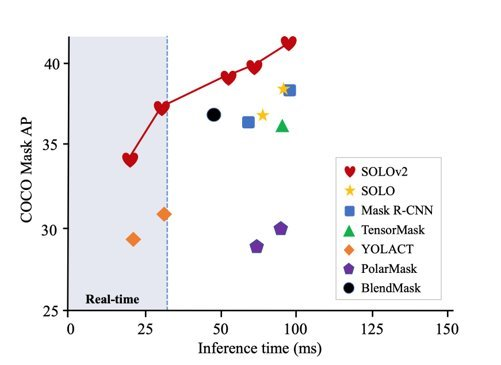 COCO Mask AP
40
35
30
25
Real-time
SOLOv2
SOLO
Mask R-CNN
TensorMask
YOLACT
PolarMask
BlendMask
0
25
50
100
125
150
Inference time (ms)